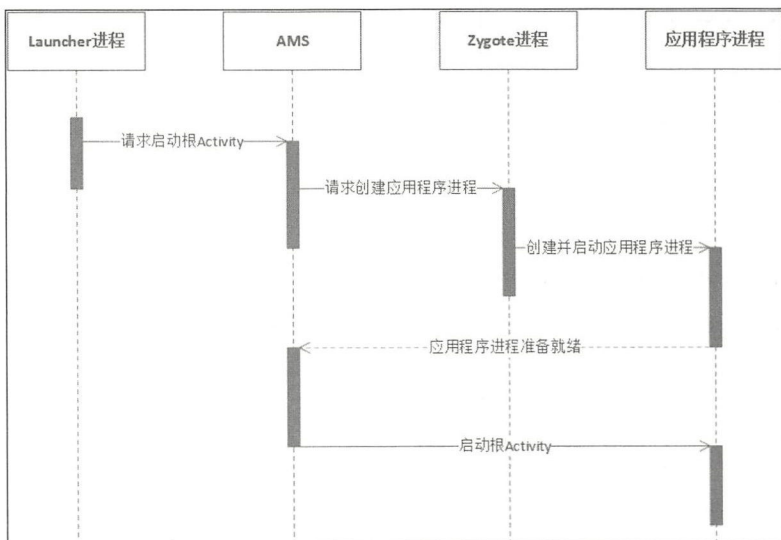 Launcher进程
AMS
Zygote进程
应用程序进程
请求启动根Activity
请求创建应用程序进程
创建并启动应用程序进程
应用程序进程准备就绪
启动根Activity